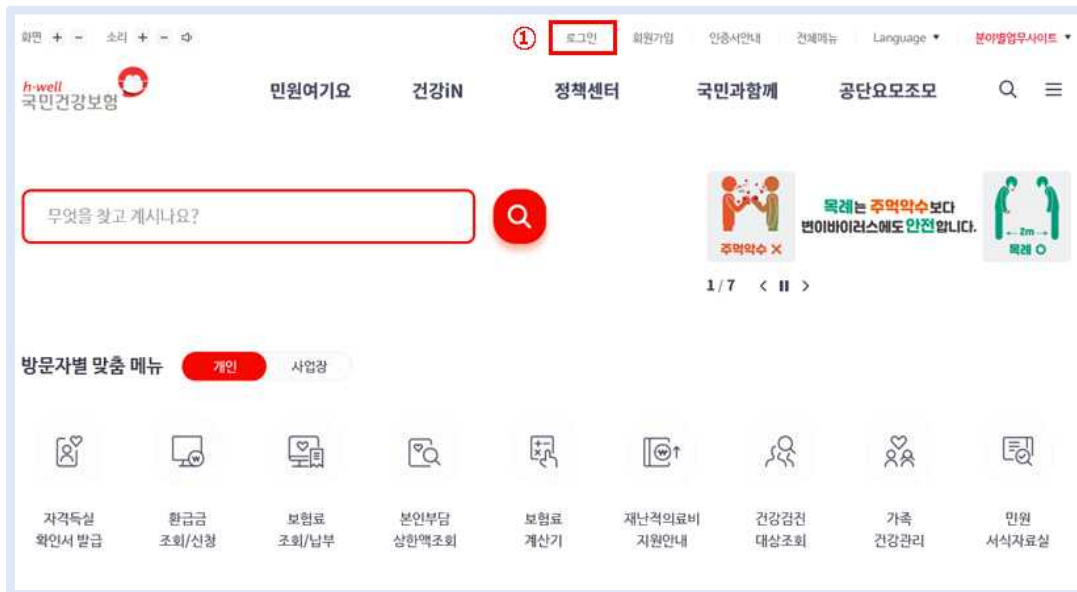 화면 + - 소리 + -
① 로그인 회원가입 인증서안내 전체메뉴 Language ▼ 분야별업무사이트 ▼
h·well
국민건강보험
민원여기요 건강iN 정책센터 국민과함께 공단요모조모
무엇을 찾고 계시나요?
주먹악수 X
목례는 주먹악수보다
변이바이러스에도 안전합니다.
2m
목례 O
1 / 7
방문자별 맞춤 메뉴 개인 사업장
자격득실 환급금 보험료 본인부담 보험료 재난적의료비 건강검진 가족 민원
확인서 발급 조회/신청 조회/납부 상한액조회 계산기 지원안내 대상조회 건강관리 서식자료실